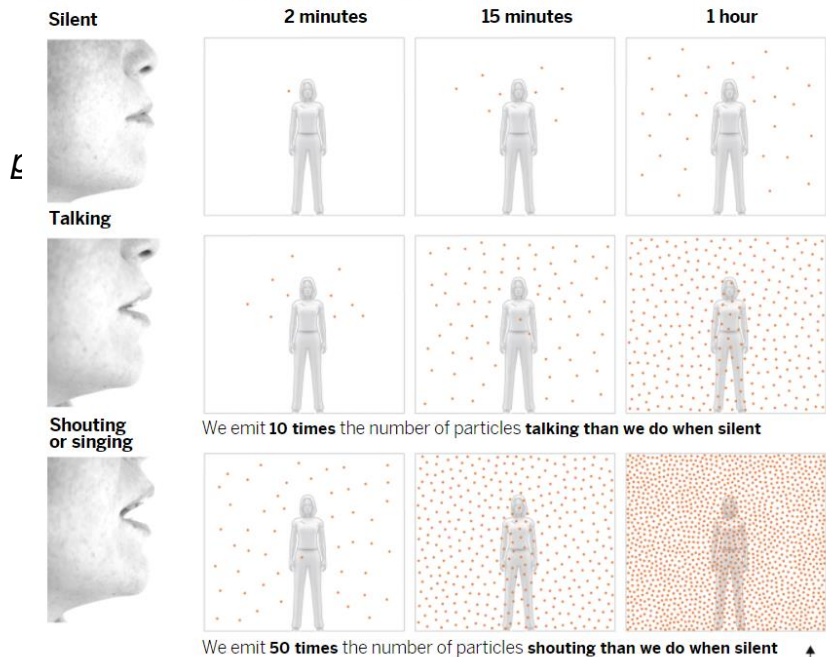 Silent 2 minutes 15 minutes 1 hour
Talking
We emit 10 times the number of particles talking than we do when silent
Shouting
or singing
We emit 50 times the number of particles shouting than we do when silent